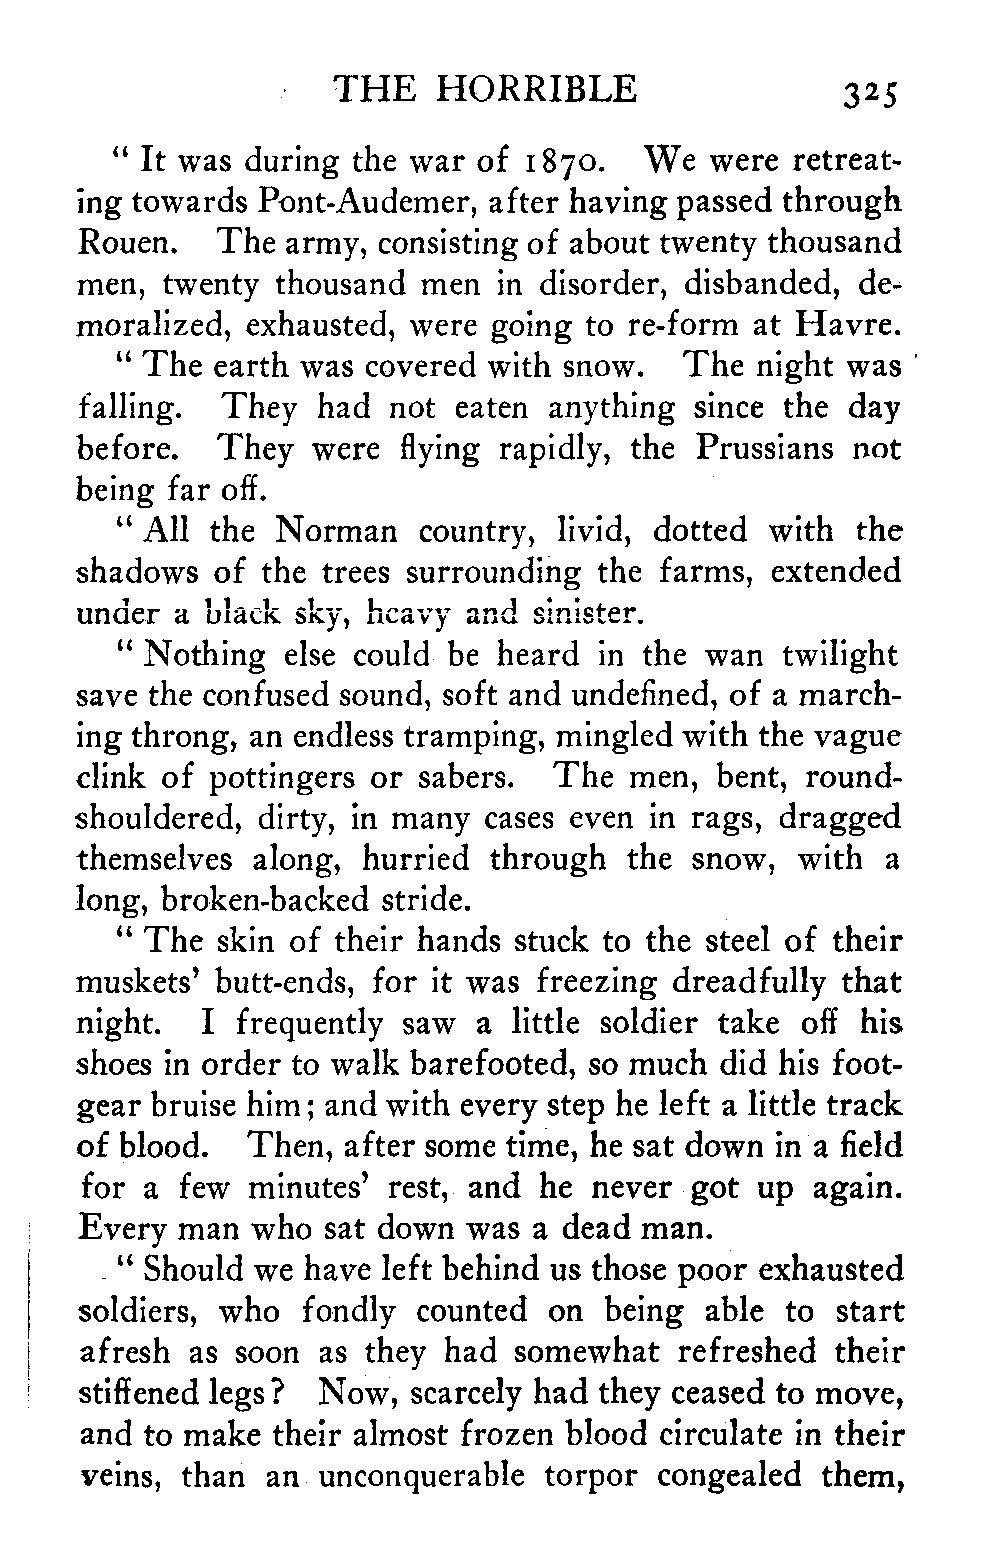 THE HORRIBLE 325
“ It was during the war of 1870. We were retreat-
ing towards Pont-Audemer, after having passed through
Rouen. The army, consisting of about twenty thousand
men, twenty thousand men in disorder, disbanded, de-
moralized, exhausted, were going to re-form at Havre.
“ The earth was covered with snow. The night was
falling. They had not eaten anything since the day
before. They were flying rapidly, the Prussians not
being far off.
“ All the Norman country, livid, dotted with the
shadows of the trees surrounding the farms, extended
under a black sky, heavy and sinister.
“ Nothing else could be heard in the wan twilight
save the confused sound, soft and undefined, of a march-
ing throng, an endless tramping, mingled with the vague
clink of pottingers or sabers. The men, bent, round-
shouldered, dirty, in many cases even in rags, dragged
themselves along, hurried through the snow, with a
long, broken-backed stride.
“ The skin of their hands stuck to the steel of their
muskets’ butt-ends, for it was freezing dreadfully that
night. I frequently saw a little soldier take off his
shoes in order to walk barefooted, so much did his foot-
gear bruise him; and with every step he left a little track
of blood. Then, after some time, he sat down in a field
for a few minutes’ rest, and he never got up again.
Every man who sat down was a dead man.
“ Should we have left behind us those poor exhausted
soldiers, who fondly counted on being able to start
afresh as soon as they had somewhat refreshed their
stiffened legs? Now, scarcely had they ceased to move,
and to make their almost frozen blood circulate in their
veins, than an unconquerable torpor congealed them,